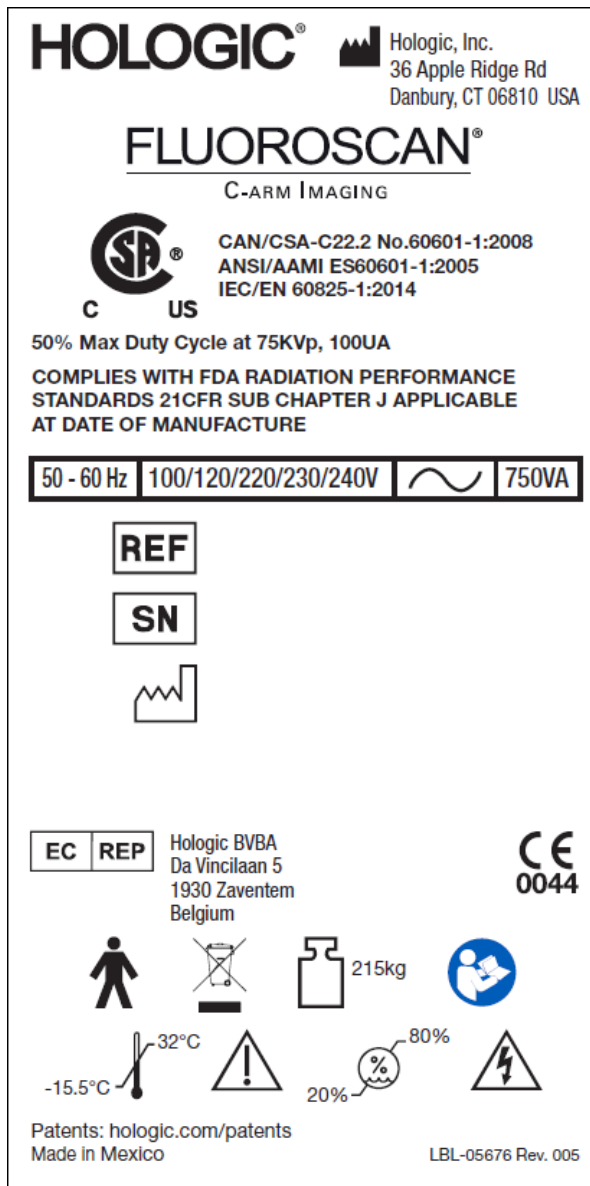 HOLOGIC®
Hologic, Inc.
36 Apple Ridge Rd
Danbury, CT 06810 USA
FLUOROSCAN®
C-ARM IMAGING
CSA ®
C US
CAN/CSA-C22.2 No.60601-1:2008
ANSI/AAMI ES60601-1:2005
IEC/EN 60825-1:2014
50% Max Duty Cycle at 75KVp, 100UA
COMPLIES WITH FDA RADIATION PERFORMANCE
STANDARDS 21CFR SUB CHAPTER J APPLICABLE
AT DATE OF MANUFACTURE
50 - 60 Hz 100/120/220/230/240V 750VA
REF
SN
EC REP
Hologic BVBA
Da Vincilaan 5
1930 Zaventem
Belgium
CE
0044
215kg
32°C
-15.5°C
80%
%
20%
Patents: hologic.com/patents
Made in Mexico
LBL-05676 Rev. 005